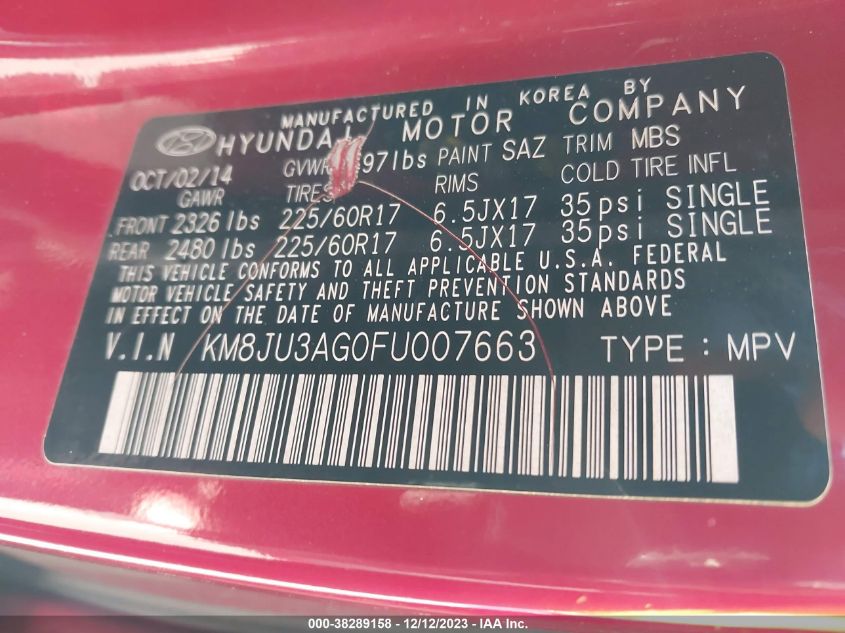 MANUFACTURED IN KOREA BY
HYUNDAI MOTOR COMPANY
OCT/02/14 GVWR 97lbs PAINT SAZ TRIM MBS
GAWR TIRES RIMS COLD TIRE INFL
FRONT 2326 lbs 225/60R17 6.5JX17 35psi SINGLE
REAR 2480 lbs 225/60R17 6.5JX17 35psi SINGLE
THIS VEHICLE CONFORMS TO ALL APPLICABLE U.S.A. FEDERAL
MOTOR VEHICLE SAFETY AND THEFT PREVENTION STANDARDS
IN EFFECT ON THE DATE OF MANUFACTURE SHOWN ABOVE
V.I.N KM8JU3AG0FU007663 TYPE : MPV
000-38289158 - 12/12/2023 - IAA Inc.